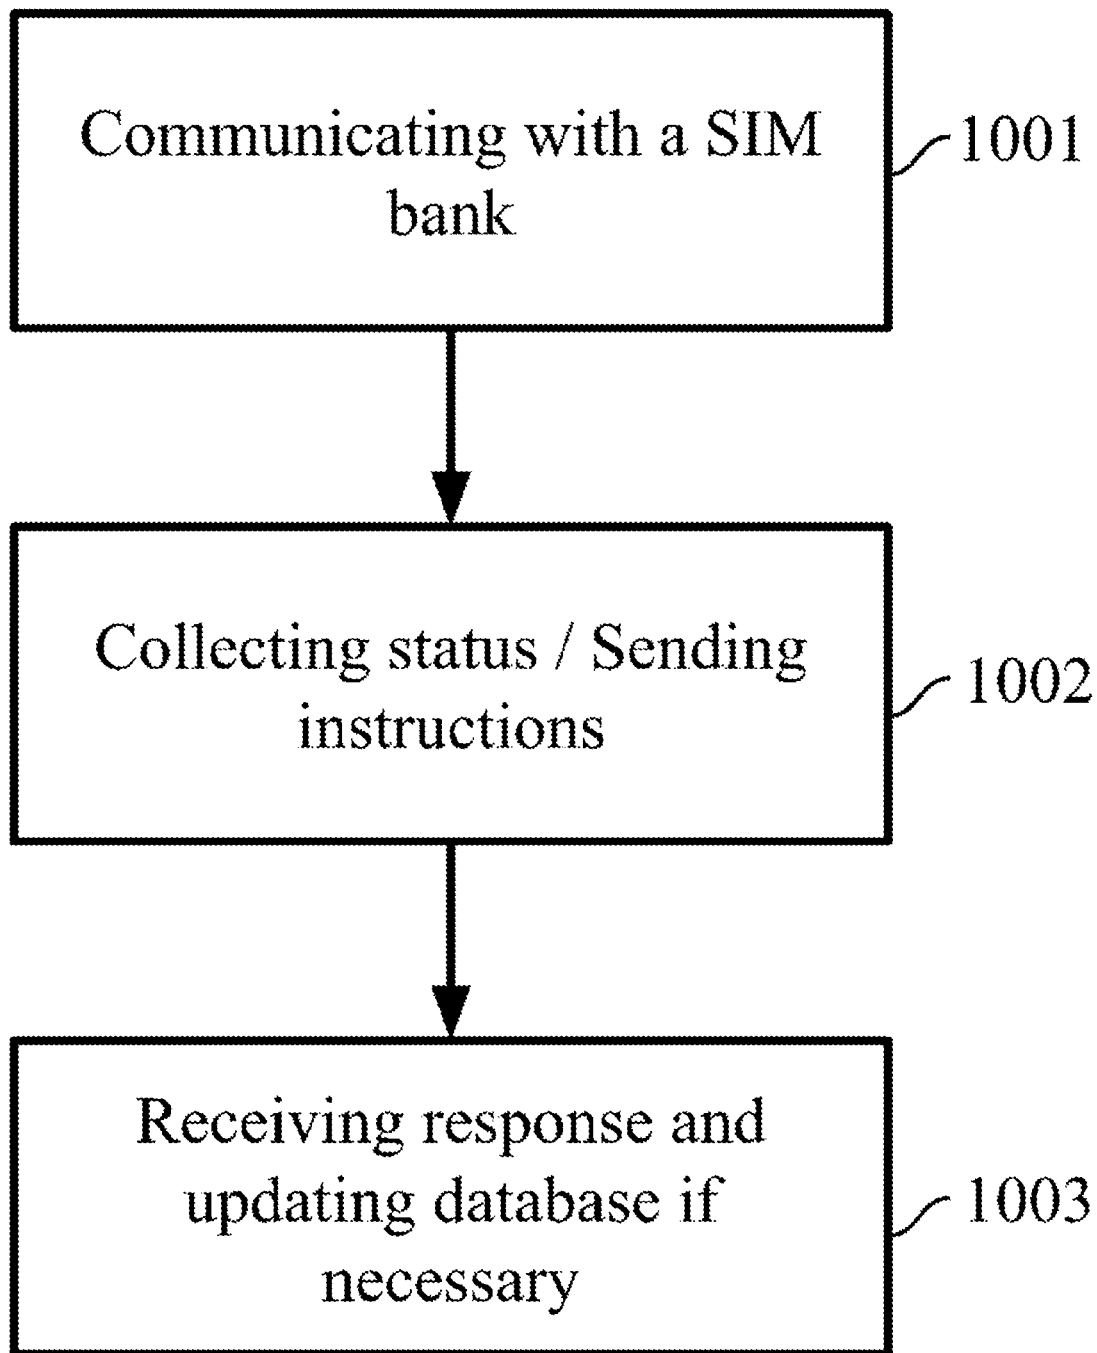 Communicating with a SIM
bank
1001
Collecting status / Sending
instructions
1002
Receiving response and
updating database if
necessary
1003